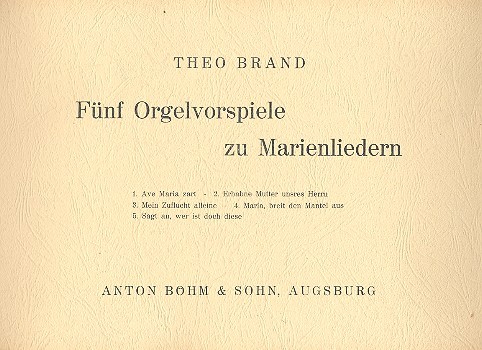 THEO BRAND
Fünf Orgelvorspiele
zu Marienliedern
1. Ave Maria zart - 2. Erhabne Mutter unsres Herrn
3. Mein Zuflucht alleine - 4. Maria, breit den Mantel aus
5. Sagt an, wer ist doch diese
ANTON BÖHM & SOHN, AUGSBURG